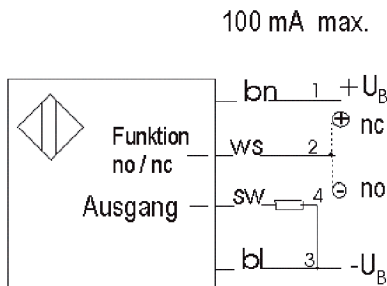 100 mA max.
bn 1 +U_B
⊕ nc
Funktion
no / nc
ws 2
⊖ no
Ausgang sw 4
bl 3 -U_B